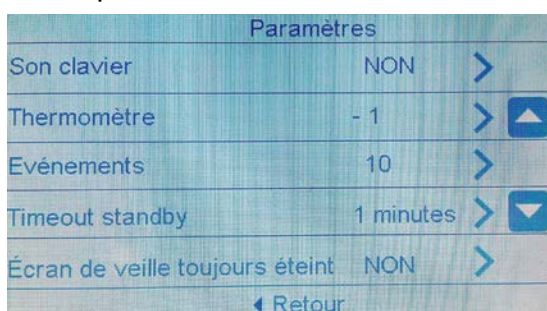 Paramètres
Son clavier NON
Thermomètre - 1
Evénements 10
Timeout standby 1 minutes
Écran de veille toujours éteint NON
Retour